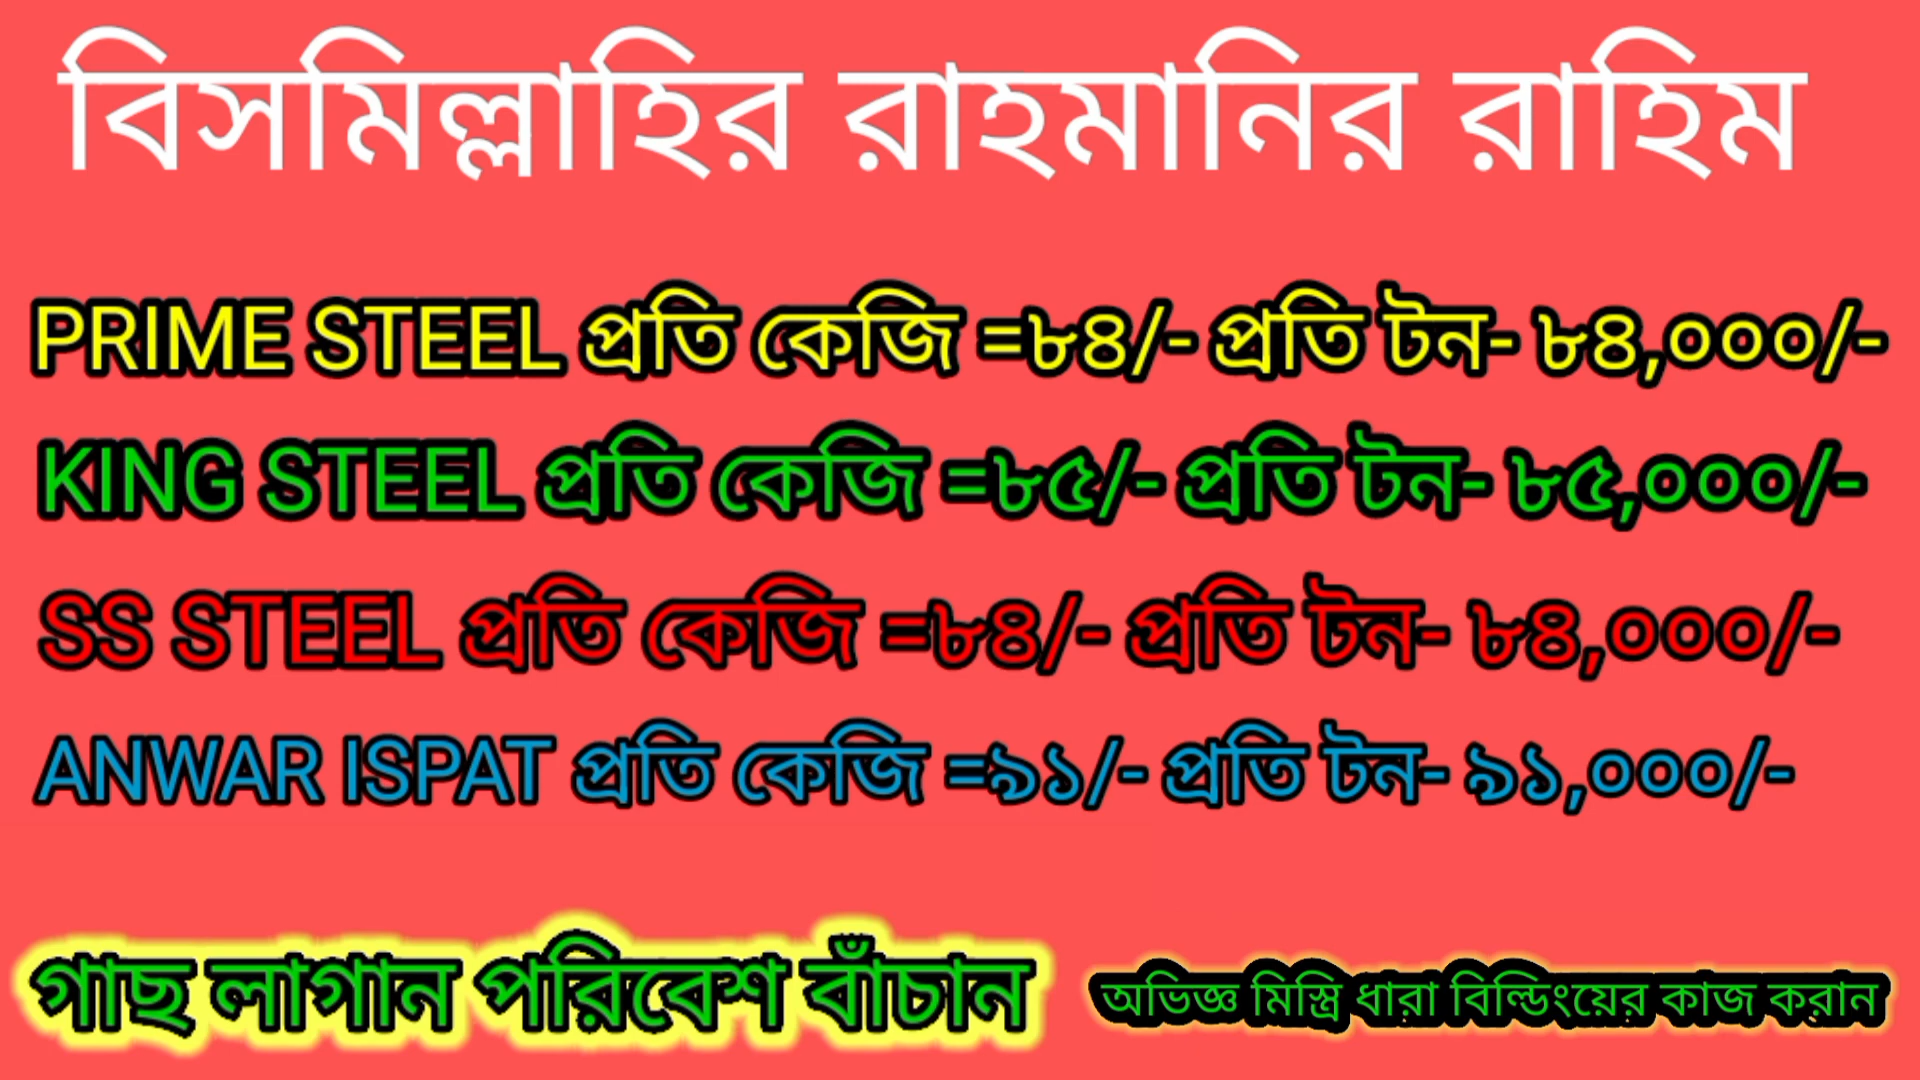 বিসমিল্লাহির রাহমানির রাহিম
PRIME STEEL প্রতি কেজি =৮৪/- প্রতি টন- ৮৪,০০০/-
KING STEEL প্রতি কেজি =৮৫/- প্রতি টন- ৮৫,০০০/-
SS STEEL প্রতি কেজি =৮৪/- প্রতি টন- ৮৪,০০০/-
ANWAR ISPAT প্রতি কেজি =৯১/- প্রতি টন- ৯১,০০০/-
গাছ লাগান পরিবেশ বাঁচান
অভিজ্ঞ মিস্ত্রি ধারা বিল্ডিংয়ের কাজ করান